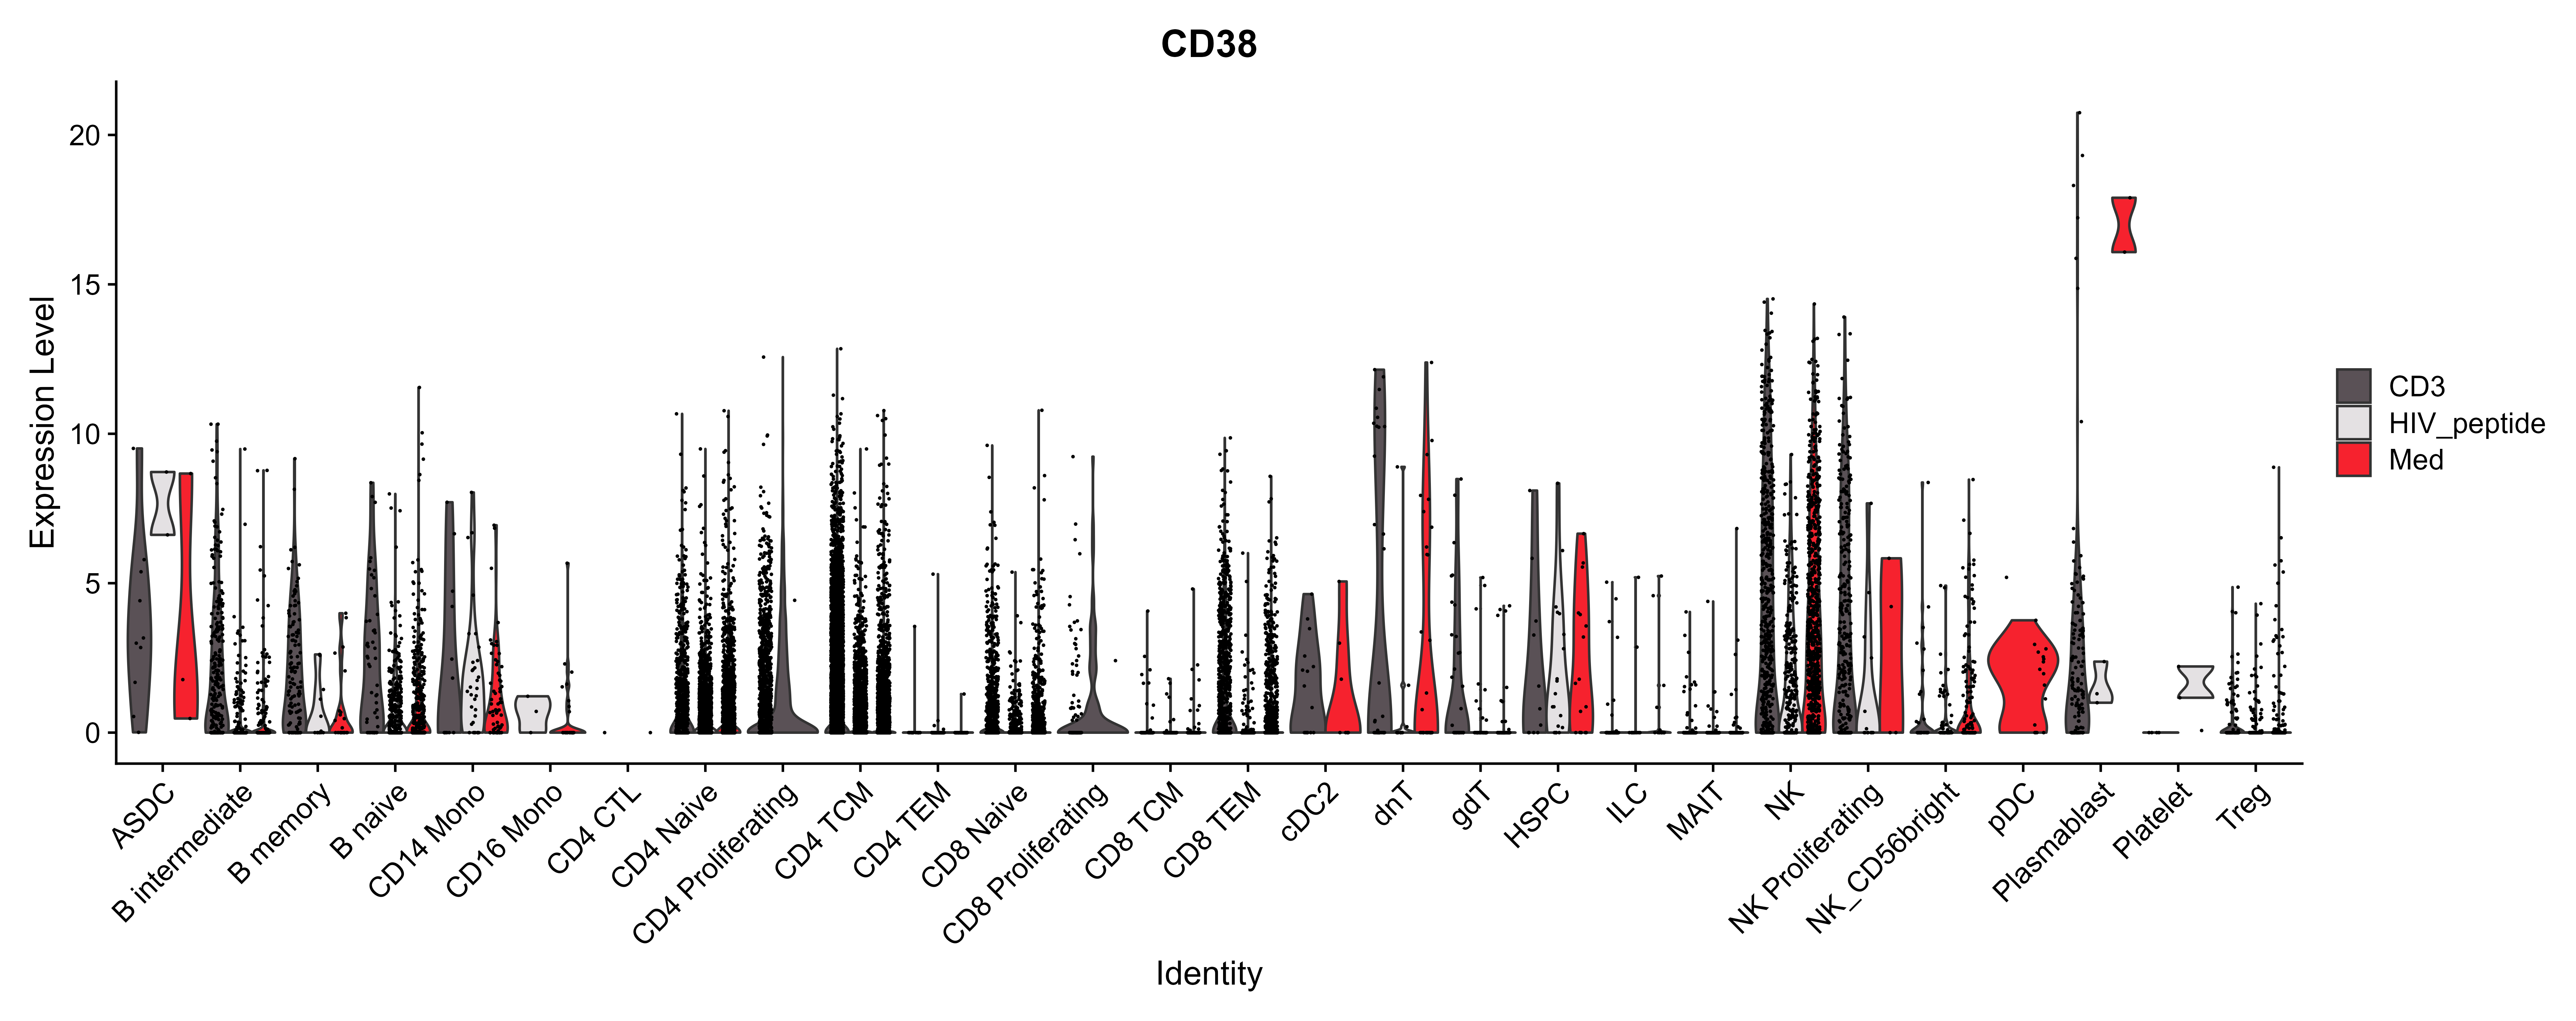 CD38
Expression Level
20
15
10
5
0
ASDC
B intermediate
B memory
B naive
CD14 Mono
CD16 Mono
CD4 CTL
CD4 Naive
CD4 Proliferating
CD4 TCM
CD4 TEM
CD8 Naive
CD8 Proliferating
CD8 TCM
CD8 TEM
cDC2
dnT
gdT
HSPC
ILC
MAIT
NK
NK Proliferating
NK_CD56bright
pDC
Plasmablast
Platelet
Treg
Identity
CD3
HIV_peptide
Med